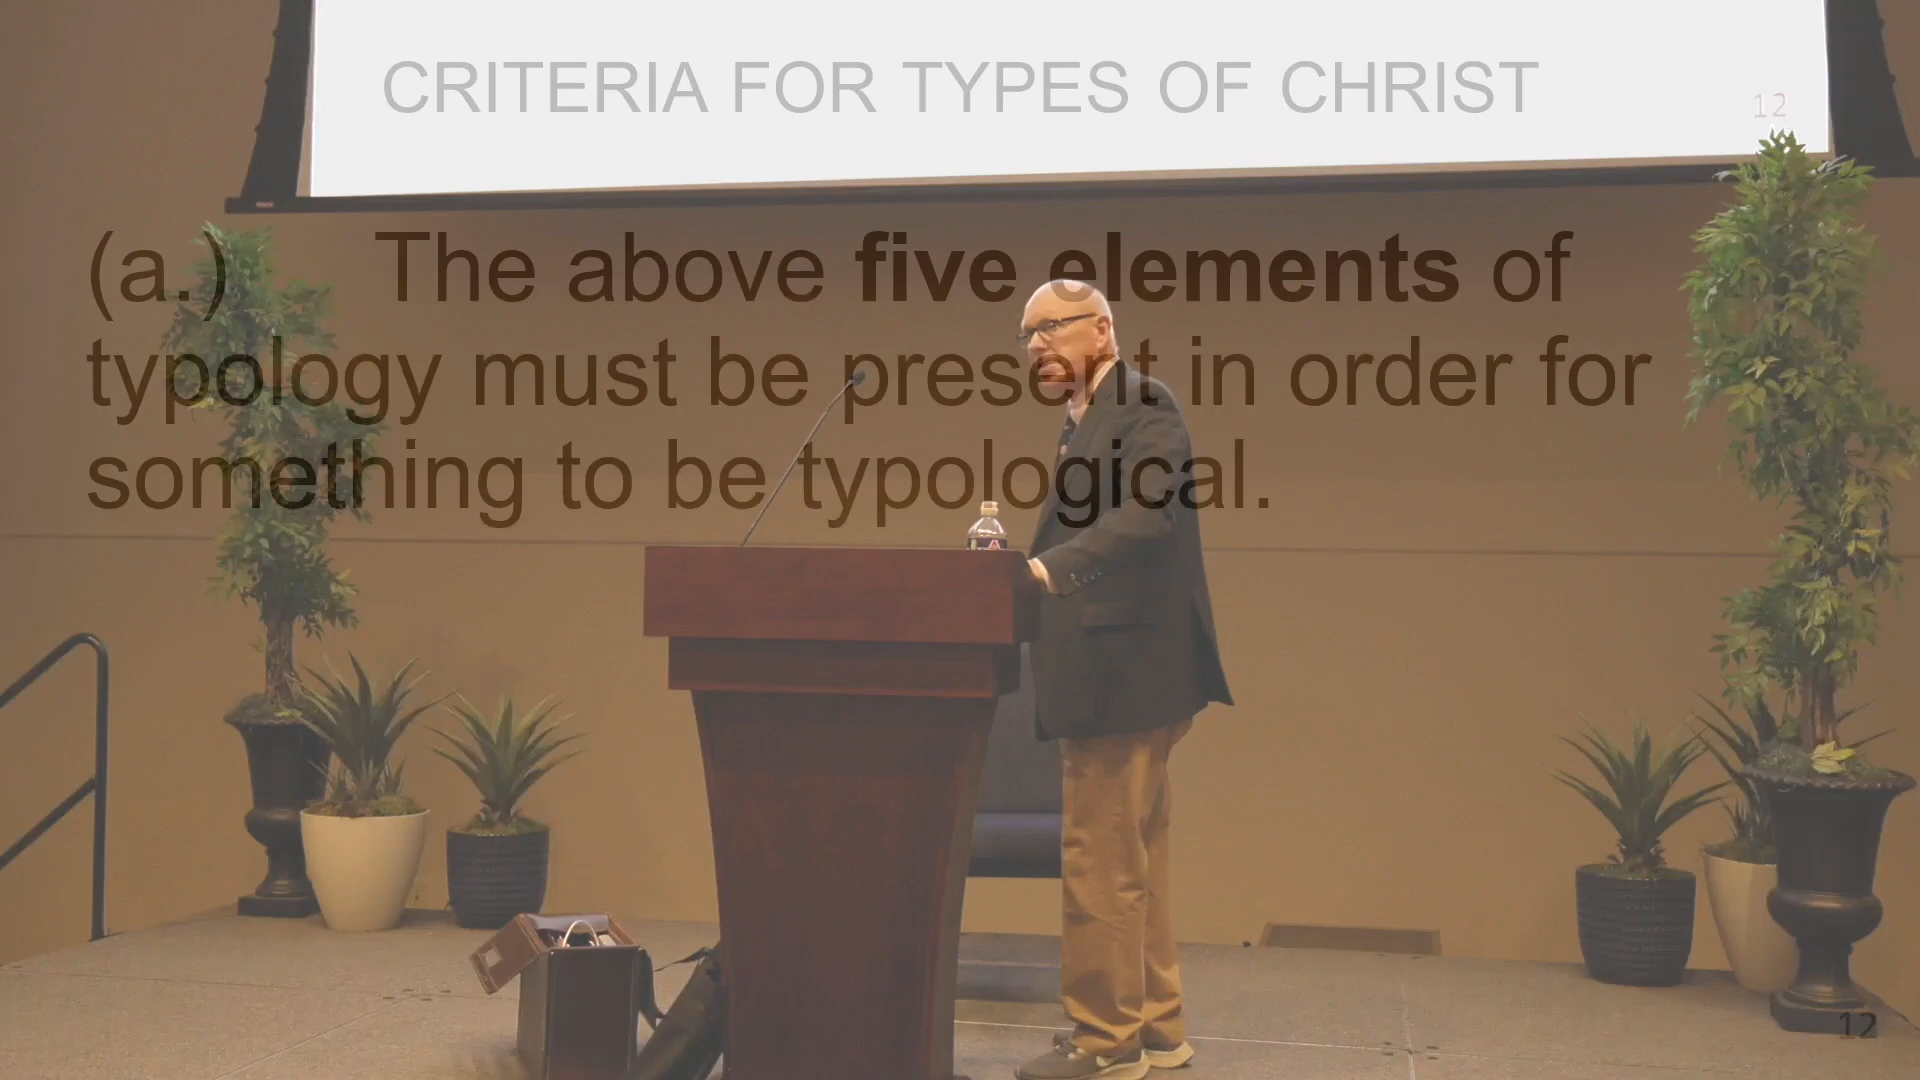 CRITERIA FOR TYPES OF CHRIST
12
(a.) The above five elements of
typology must be present in order for
something to be typological.
12